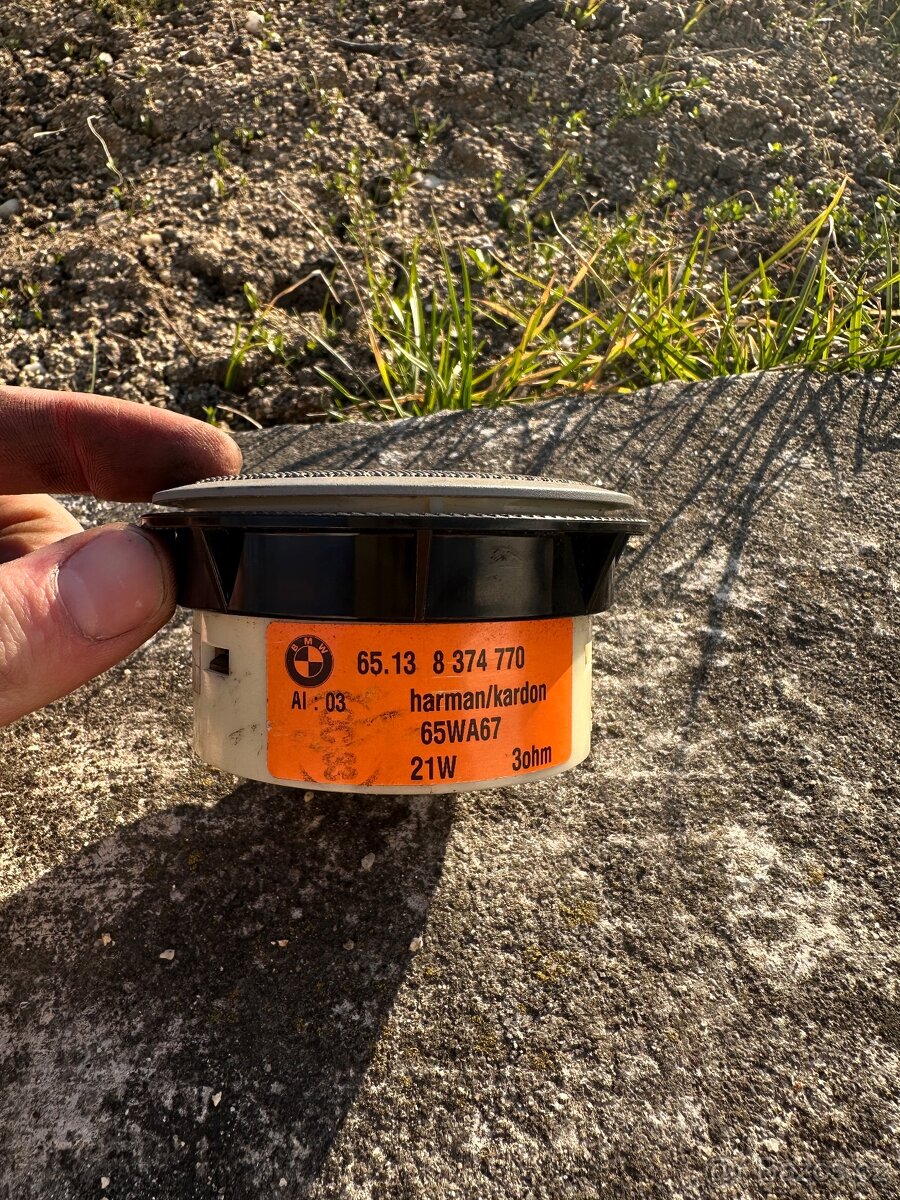 BMW
65.13 8 374 770
AI : 03 harman/kardon
65WA67
21W 3ohm